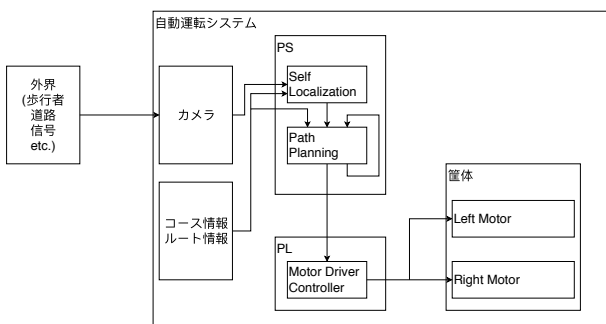 自動運転システム
外界
(歩行者
道路
信号
etc.)
カメラ
コース情報
ルート情報
PS
Self
Localization
Path
Planning
PL
Motor Driver
Controller
筐体
Left Motor
Right Motor